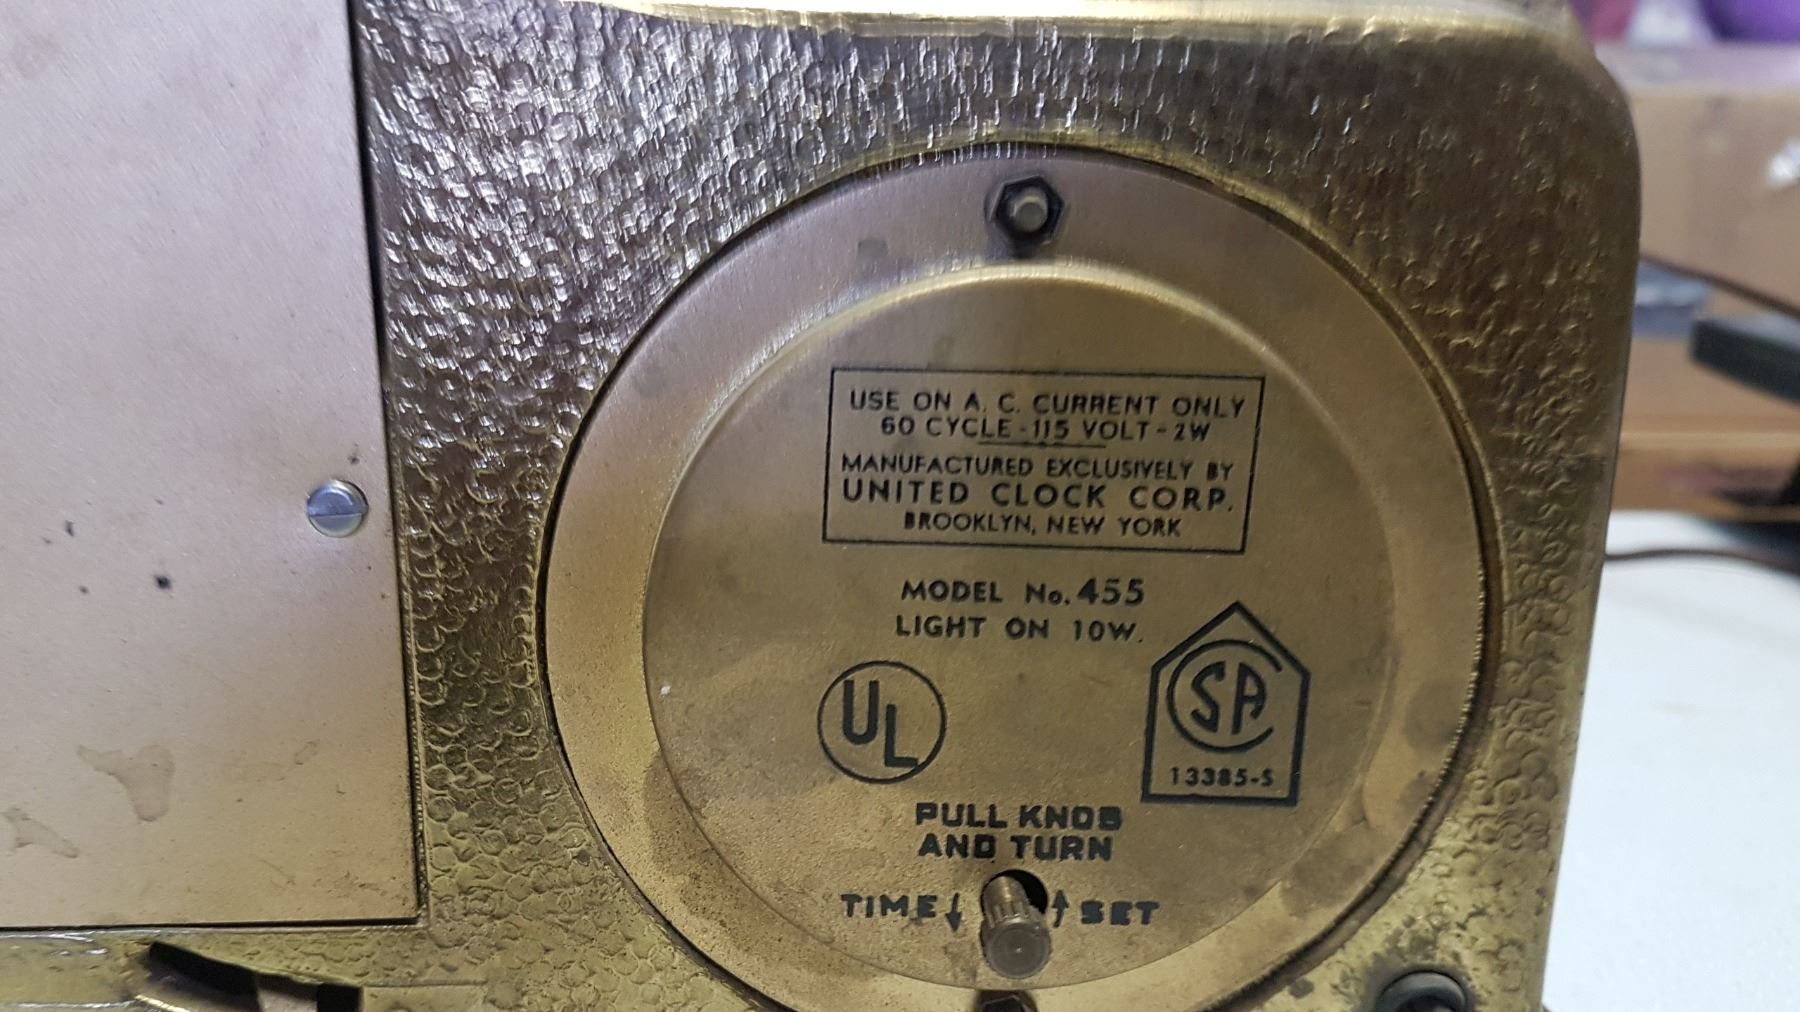 USE ON A. C. CURRENT ONLY
60 CYCLE - 115 VOLT - 2W
MANUFACTURED EXCLUSIVELY BY
UNITED CLOCK CORP.
BROOKLYN, NEW YORK
MODEL No. 455
LIGHT ON 10W.
UL
SA
13385-S
PULL KNOB
AND TURN
TIME ↓ ↑ SET